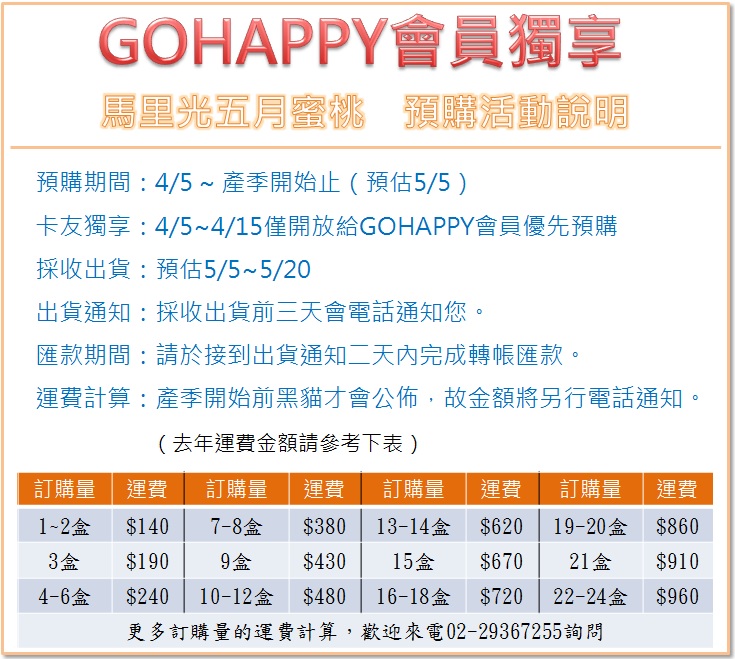 GOHAPPY會員獨享
馬里光五月蜜桃 預購活動說明
預購期間：4/5 ~ 產季開始止（預估5/5）
卡友獨享：4/5~4/15僅開放給GOHAPPY會員優先預購
採收出貨：預估5/5~5/20
出貨通知：採收出貨前三天會電話通知您。
匯款期間：請於接到出貨通知二天內完成轉帳匯款。
運費計算：產季開始前黑貓才會公佈，故金額將另行電話通知。
（去年運費金額請參考下表）
訂購量 運費 訂購量 運費 訂購量 運費 訂購量 運費
1~2盒 $140 7-8盒 $380 13-14盒 $620 19-20盒 $860
3盒 $190 9盒 $430 15盒 $670 21盒 $910
4-6盒 $240 10-12盒 $480 16-18盒 $720 22-24盒 $960
更多訂購量的運費計算，歡迎來電02-29367255詢問